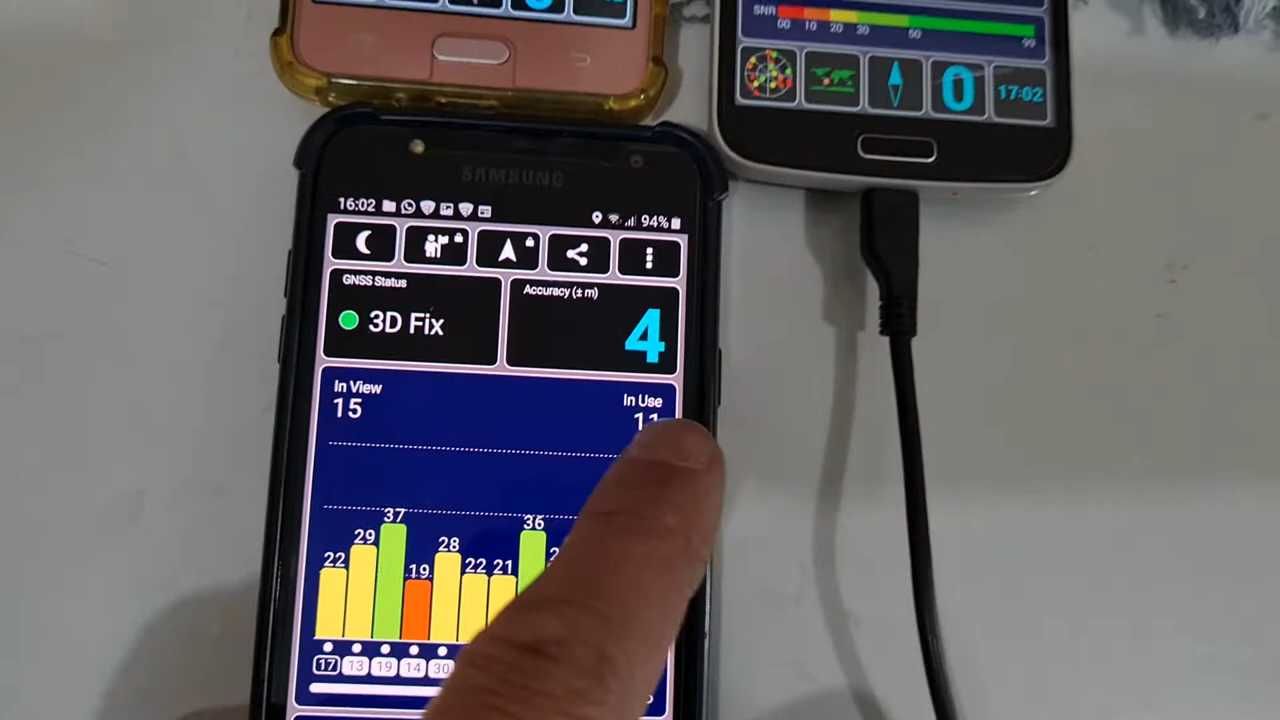 SNR
00 10 20 30 50 99
0
17:02
SAMSUNG
16:02
94%
GNSS Status
3D Fix
Accuracy (± m)
4
In View
15
In Use
11
37
36
29
28
22
19
22
21
17 13 19 14 30